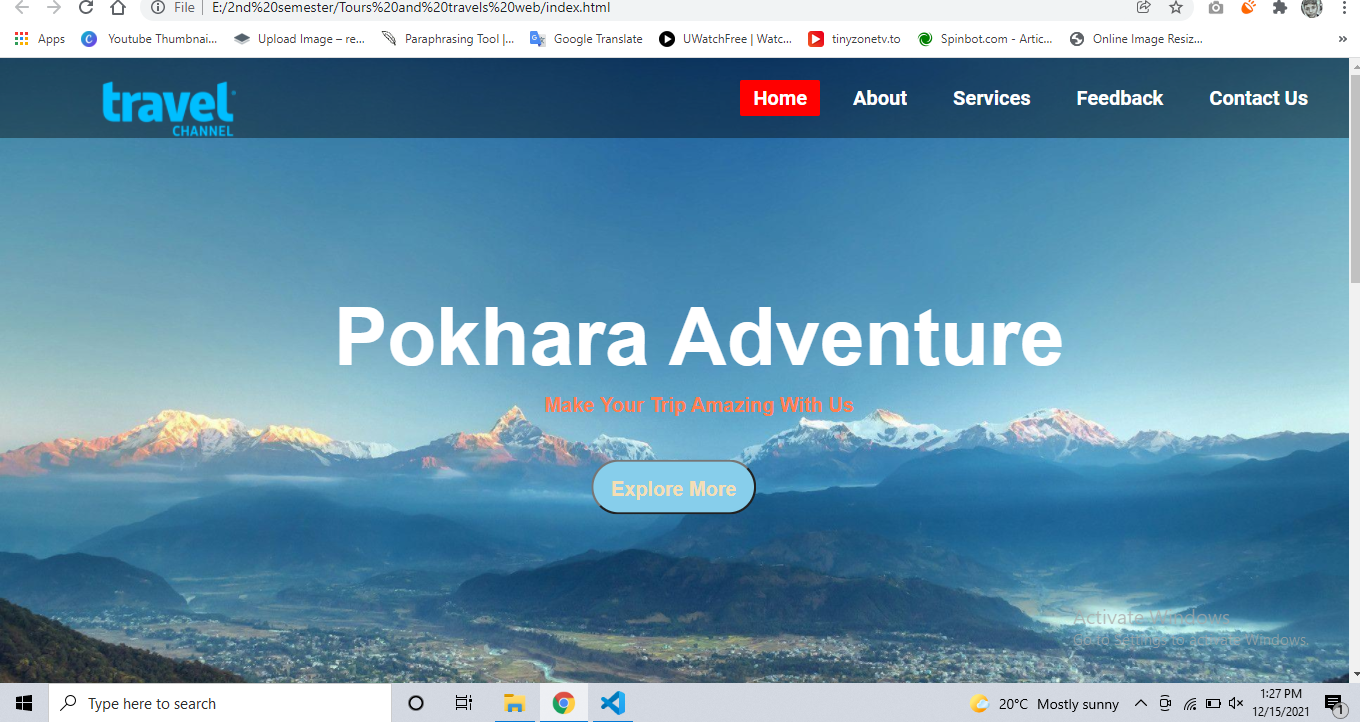 File E:/2nd%20semester/Tours%20and%20travels%20web/index.html
Apps Youtube Thumbnai... Upload Image – re... Paraphrasing Tool |... Google Translate UWatchFree | Watc... tinyzonetv.to Spinbot.com - Artic... Online Image Resiz... »
travel
CHANNEL
Home About Services Feedback Contact Us
Pokhara Adventure
Make Your Trip Amazing With Us
Explore More
Activate Windows
Go to Settings to activate Windows.
Type here to search
20°C Mostly sunny
1:27 PM
12/15/2021
1